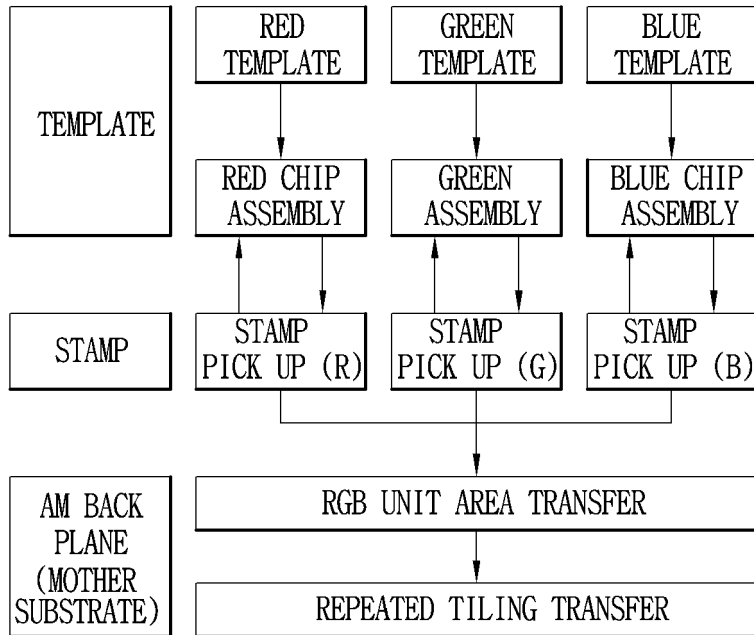 RED
TEMPLATE
GREEN
TEMPLATE
BLUE
TEMPLATE
TEMPLATE
RED CHIP
ASSEMBLY
GREEN
ASSEMBLY
BLUE CHIP
ASSEMBLY
STAMP
STAMP
PICK UP (R)
STAMP
PICK UP (G)
STAMP
PICK UP (B)
AM BACK
PLANE
(MOTHER
SUBSTRATE)
RGB UNIT AREA TRANSFER
REPEATED TILING TRANSFER